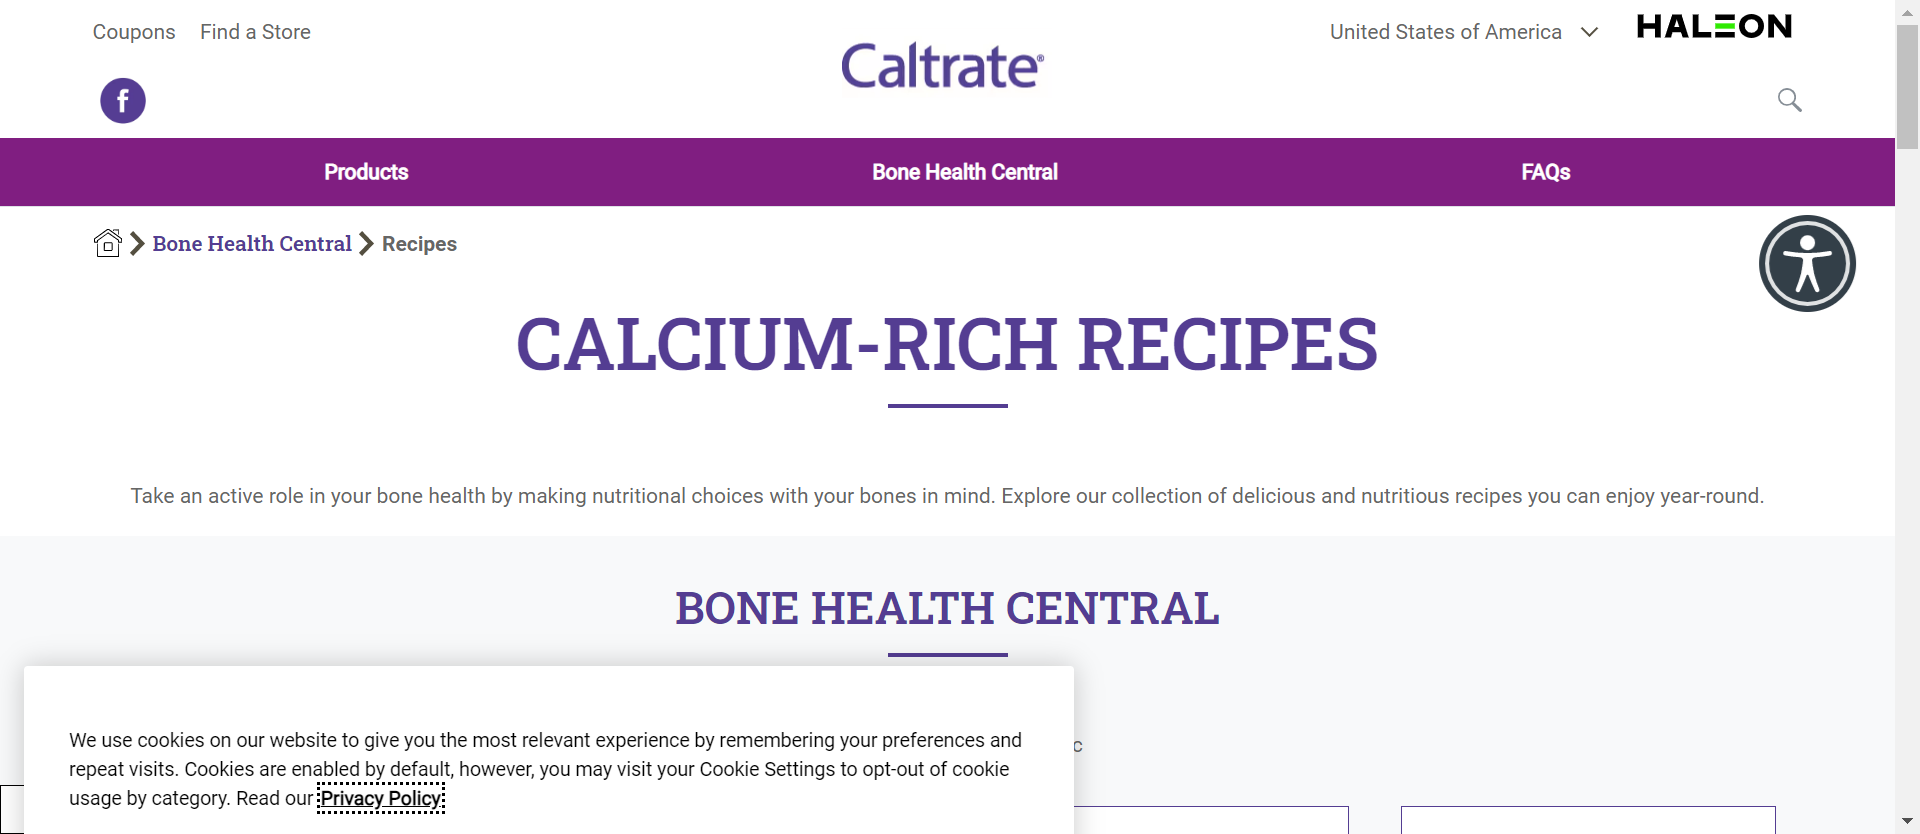 Coupons Find a Store
United States of America
HALEON
Caltrate®
f
Products Bone Health Central FAQs
Bone Health Central Recipes
CALCIUM-RICH RECIPES
Take an active role in your bone health by making nutritional choices with your bones in mind. Explore our collection of delicious and nutritious recipes you can enjoy year-round.
BONE HEALTH CENTRAL
c
We use cookies on our website to give you the most relevant experience by remembering your preferences and
repeat visits. Cookies are enabled by default, however, you may visit your Cookie Settings to opt-out of cookie
usage by category. Read our Privacy Policy